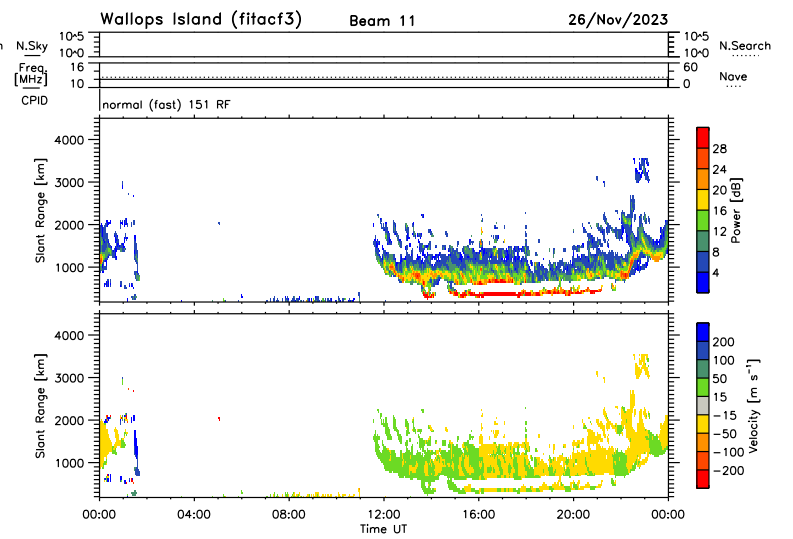 Wallops Island (fitacf3) Beam 11 26/Nov/2023
n N.Sky 10^5 10^0 10^5 10^0 N.Search
Freq. [MHz] 16 10 60 0 Nave
CPID normal (fast) 151 RF
Slant Range [km] 4000 3000 2000 1000
28 24 20 16 12 8 4 Power [dB]
Slant Range [km] 4000 3000 2000 1000
200 100 50 15 -15 -50 -100 -200 Velocity [m s⁻¹]
00:00 04:00 08:00 12:00 16:00 20:00 00:00
Time UT